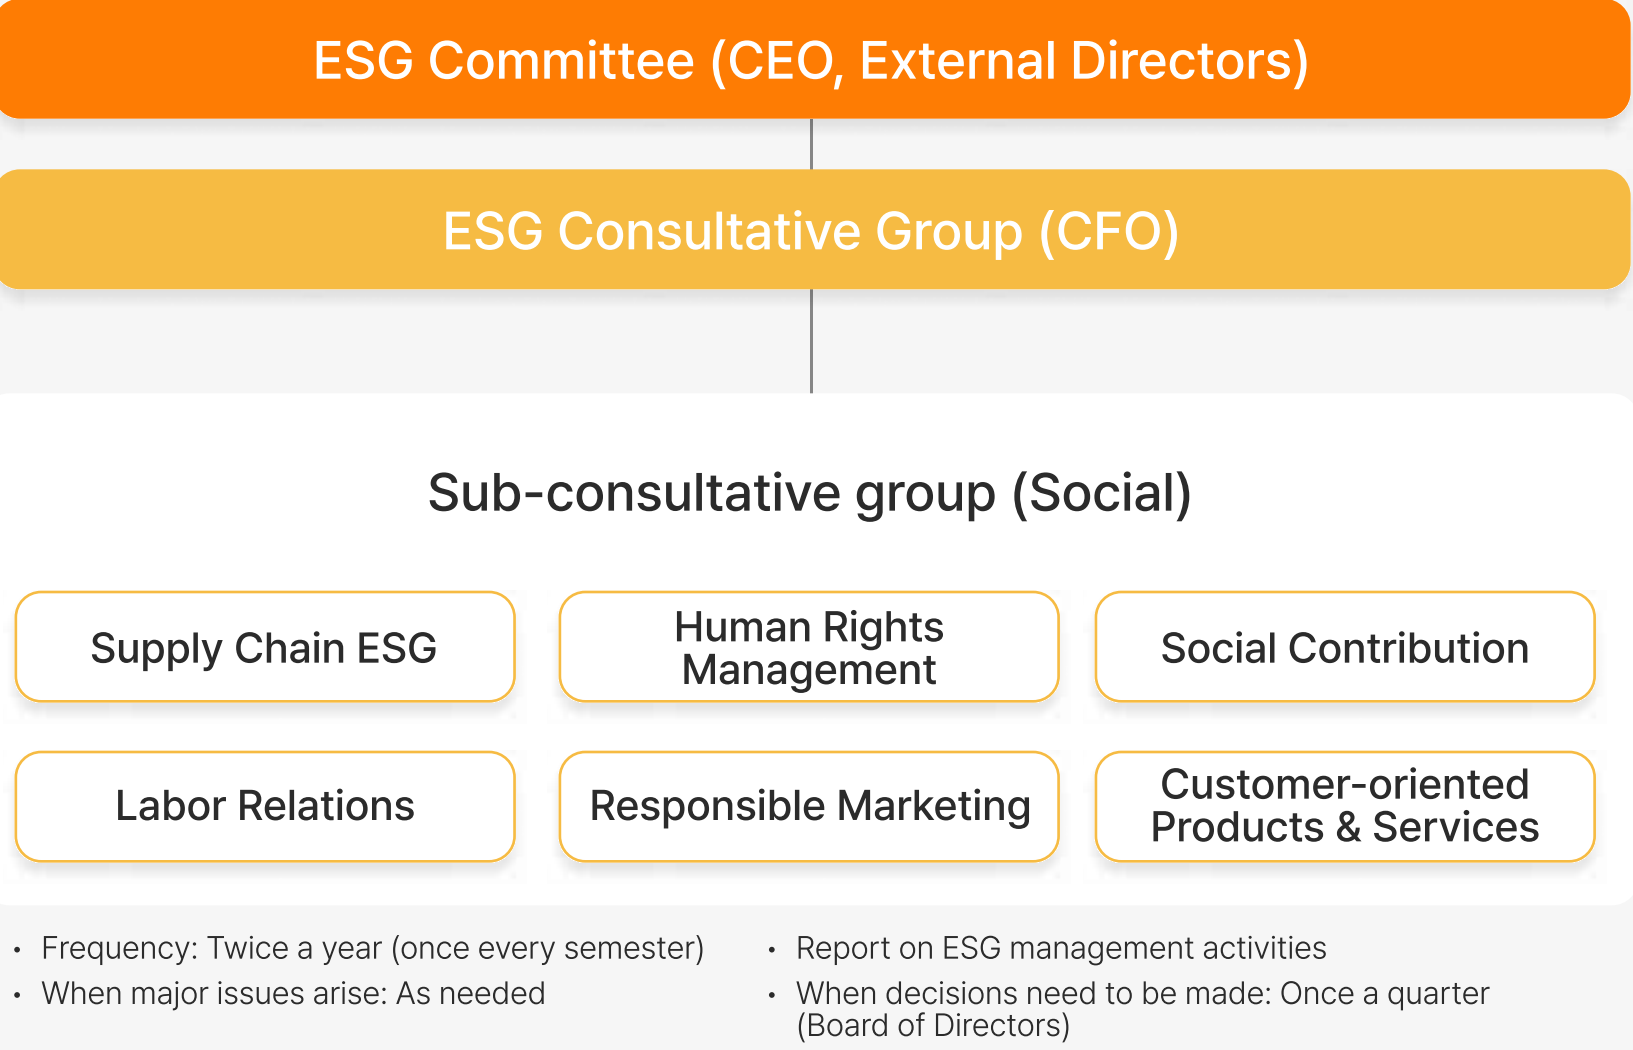 ESG Committee (CEO, External Directors)
ESG Consultative Group (CFO)
Sub-consultative group (Social)
Supply Chain ESG
Human Rights
Management
Social Contribution
Labor Relations
Responsible Marketing
Customer-oriented
Products & Services
• Frequency: Twice a year (once every semester)
• When major issues arise: As needed
• Report on ESG management activities
• When decisions need to be made: Once a quarter
(Board of Directors)